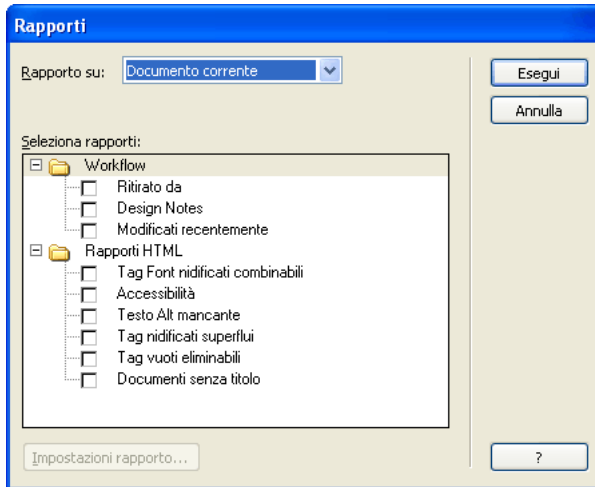 Rapporti
Rapporto su: Documento corrente
Esegui
Annulla
Seleziona rapporti:
Workflow
Ritirato da
Design Notes
Modificati recentemente
Rapporti HTML
Tag Font nidificati combinabili
Accessibilità
Testo Alt mancante
Tag nidificati superflui
Tag vuoti eliminabili
Documenti senza titolo
Impostazioni rapporto...
?